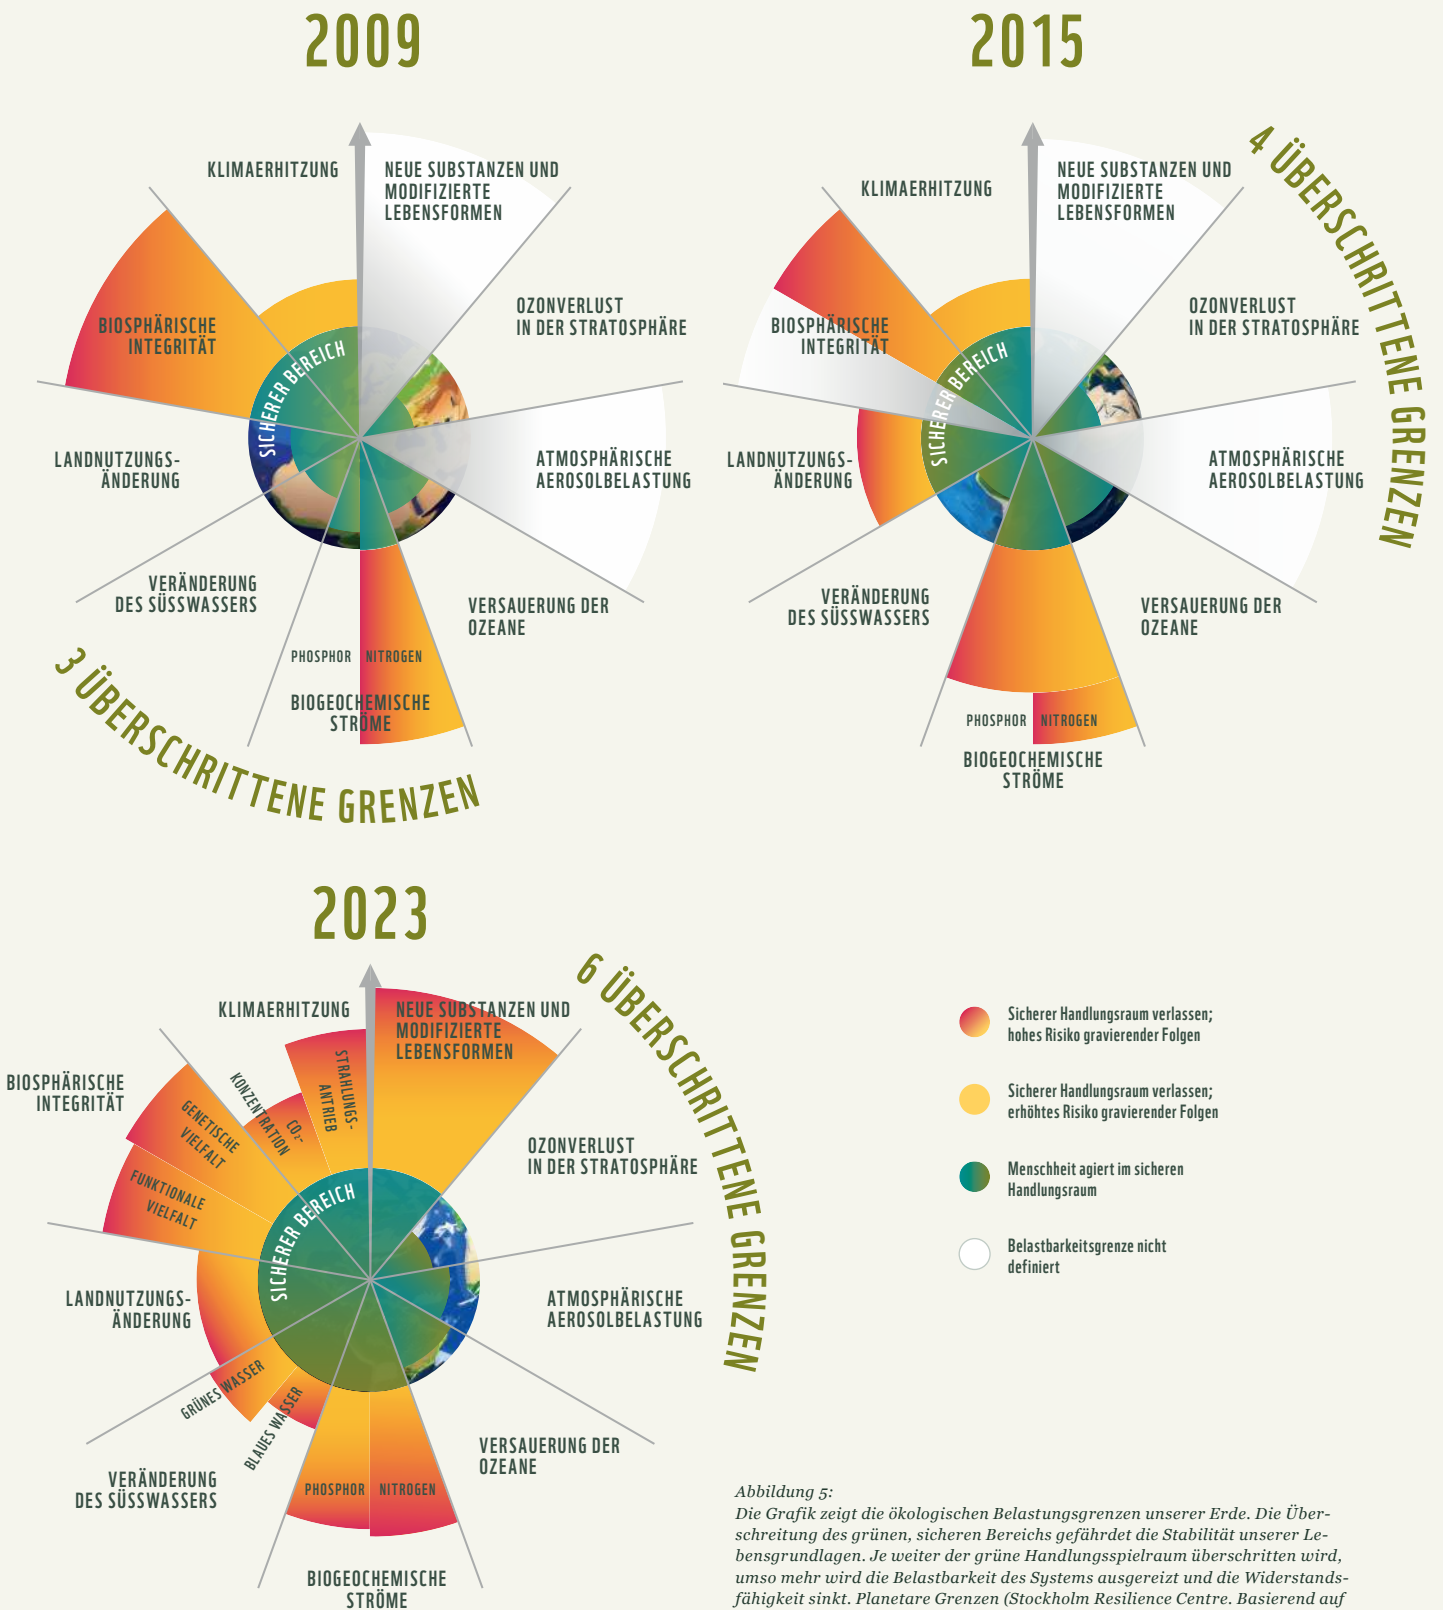 2009
KLIMAERHITZUNG
NEUE SUBSTANZEN UND
MODIFIZIERTE
LEBENSFORMEN
OZONVERLUST
IN DER STRATOSPHÄRE
BIOSPHÄRISCHE
INTEGRITÄT
SICHERER BEREICH
ATMOSPHÄRISCHE
AEROSOLBELASTUNG
LANDNUTZUNGS-
ÄNDERUNG
VERÄNDERUNG
DES SÜSSWASSERS
VERSAUERUNG DER
OZEANE
PHOSPHOR
NITROGEN
BIOGEOCHEMISCHE
STRÖME
3 ÜBERSCHRITTENE GRENZEN
2015
KLIMAERHITZUNG
NEUE SUBSTANZEN UND
MODIFIZIERTE
LEBENSFORMEN
OZONVERLUST
IN DER STRATOSPHÄRE
BIOSPHÄRISCHE
INTEGRITÄT
SICHERER BEREICH
ATMOSPHÄRISCHE
AEROSOLBELASTUNG
LANDNUTZUNGS-
ÄNDERUNG
VERÄNDERUNG
DES SÜSSWASSERS
VERSAUERUNG DER
OZEANE
PHOSPHOR
NITROGEN
BIOGEOCHEMISCHE
STRÖME
4 ÜBERSCHRITTENE GRENZEN
2023
KLIMAERHITZUNG
NEUE SUBSTANZEN UND
MODIFIZIERTE
LEBENSFORMEN
STRAHLUNGS-
ANTRIEB
CO₂-
KONZENTRATION
BIOSPHÄRISCHE
INTEGRITÄT
GENETISCHE
VIELFALT
FUNKTIONALE
VIELFALT
OZONVERLUST
IN DER STRATOSPHÄRE
SICHERER BEREICH
LANDNUTZUNGS-
ÄNDERUNG
ATMOSPHÄRISCHE
AEROSOLBELASTUNG
GRÜNES WASSER
BLAUES WASSER
VERÄNDERUNG
DES SÜSSWASSERS
VERSAUERUNG DER
OZEANE
PHOSPHOR
NITROGEN
BIOGEOCHEMISCHE
STRÖME
6 ÜBERSCHRITTENE GRENZEN
Sicherer Handlungsraum verlassen;
hohes Risiko gravierender Folgen
Sicherer Handlungsraum verlassen;
erhöhtes Risiko gravierender Folgen
Menschheit agiert im sicheren
Handlungsraum
Belastbarkeitsgrenze nicht
definiert
Abbildung 5:
Die Grafik zeigt die ökologischen Belastungsgrenzen unserer Erde. Die Über-
schreitung des grünen, sicheren Bereichs gefährdet die Stabilität unserer Le-
bensgrundlagen. Je weiter der grüne Handlungsspielraum überschritten wird,
umso mehr wird die Belastbarkeit des Systems ausgereizt und die Widerstands-
fähigkeit sinkt. Planetare Grenzen (Stockholm Resilience Centre. Basierend auf